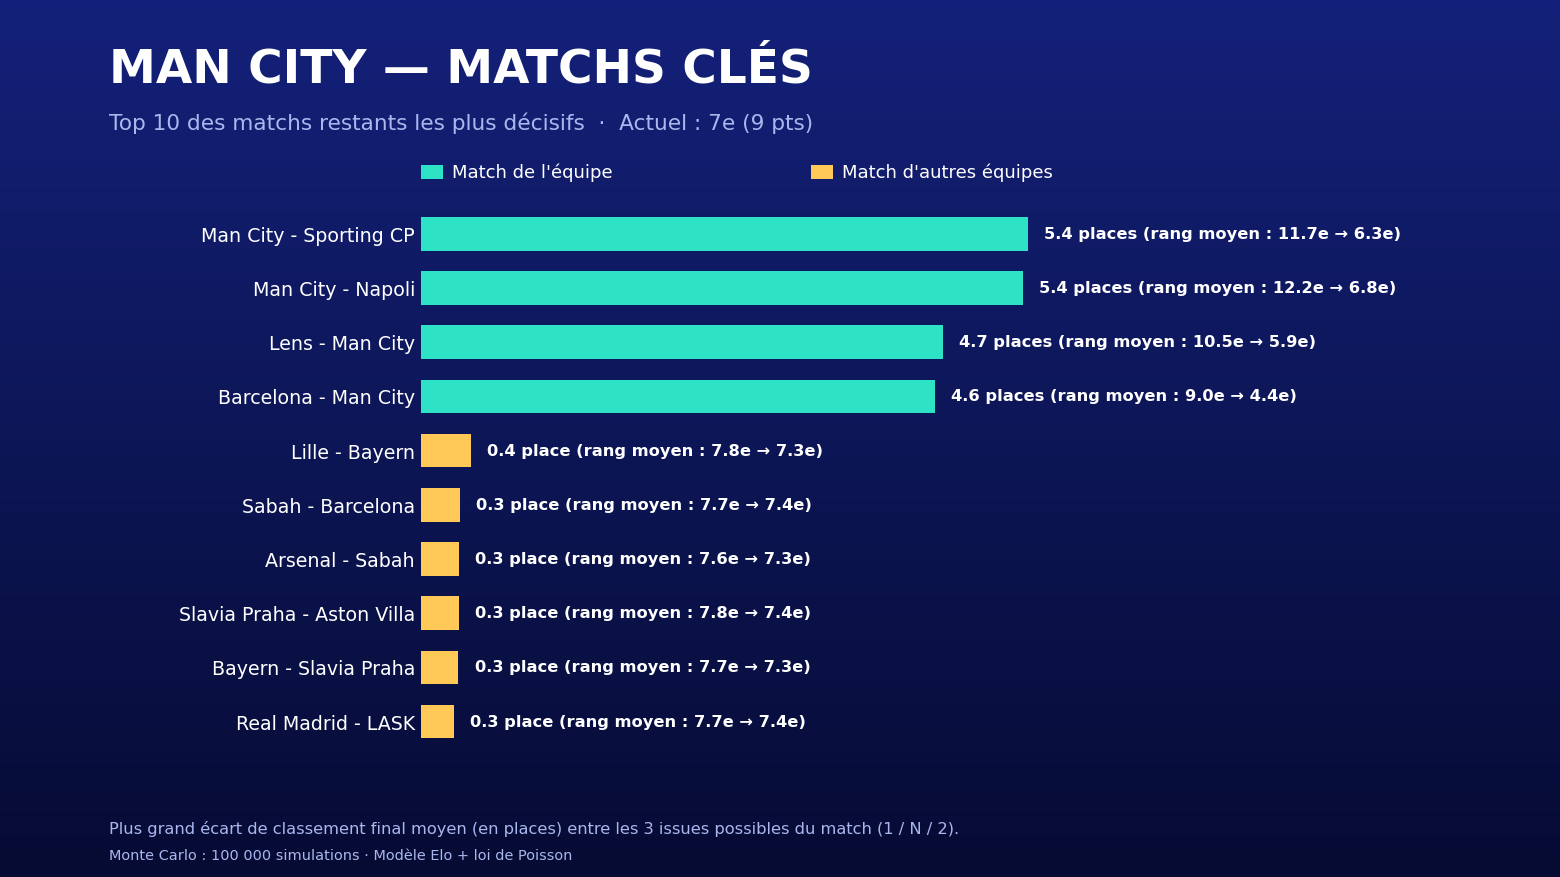 MAN CITY — MATCHS CLÉS
Top 10 des matchs restants les plus décisifs · Actuel : 7e (9 pts)
Match de l'équipe
Match d'autres équipes
Man City - Sporting CP 5.4 places (rang moyen : 11.7e → 6.3e)
Man City - Napoli 5.4 places (rang moyen : 12.2e → 6.8e)
Lens - Man City 4.7 places (rang moyen : 10.5e → 5.9e)
Barcelona - Man City 4.6 places (rang moyen : 9.0e → 4.4e)
Lille - Bayern 0.4 place (rang moyen : 7.8e → 7.3e)
Sabah - Barcelona 0.3 place (rang moyen : 7.7e → 7.4e)
Arsenal - Sabah 0.3 place (rang moyen : 7.6e → 7.3e)
Slavia Praha - Aston Villa 0.3 place (rang moyen : 7.8e → 7.4e)
Bayern - Slavia Praha 0.3 place (rang moyen : 7.7e → 7.3e)
Real Madrid - LASK 0.3 place (rang moyen : 7.7e → 7.4e)
Plus grand écart de classement final moyen (en places) entre les 3 issues possibles du match (1 / N / 2).
Monte Carlo : 100 000 simulations · Modèle Elo + loi de Poisson